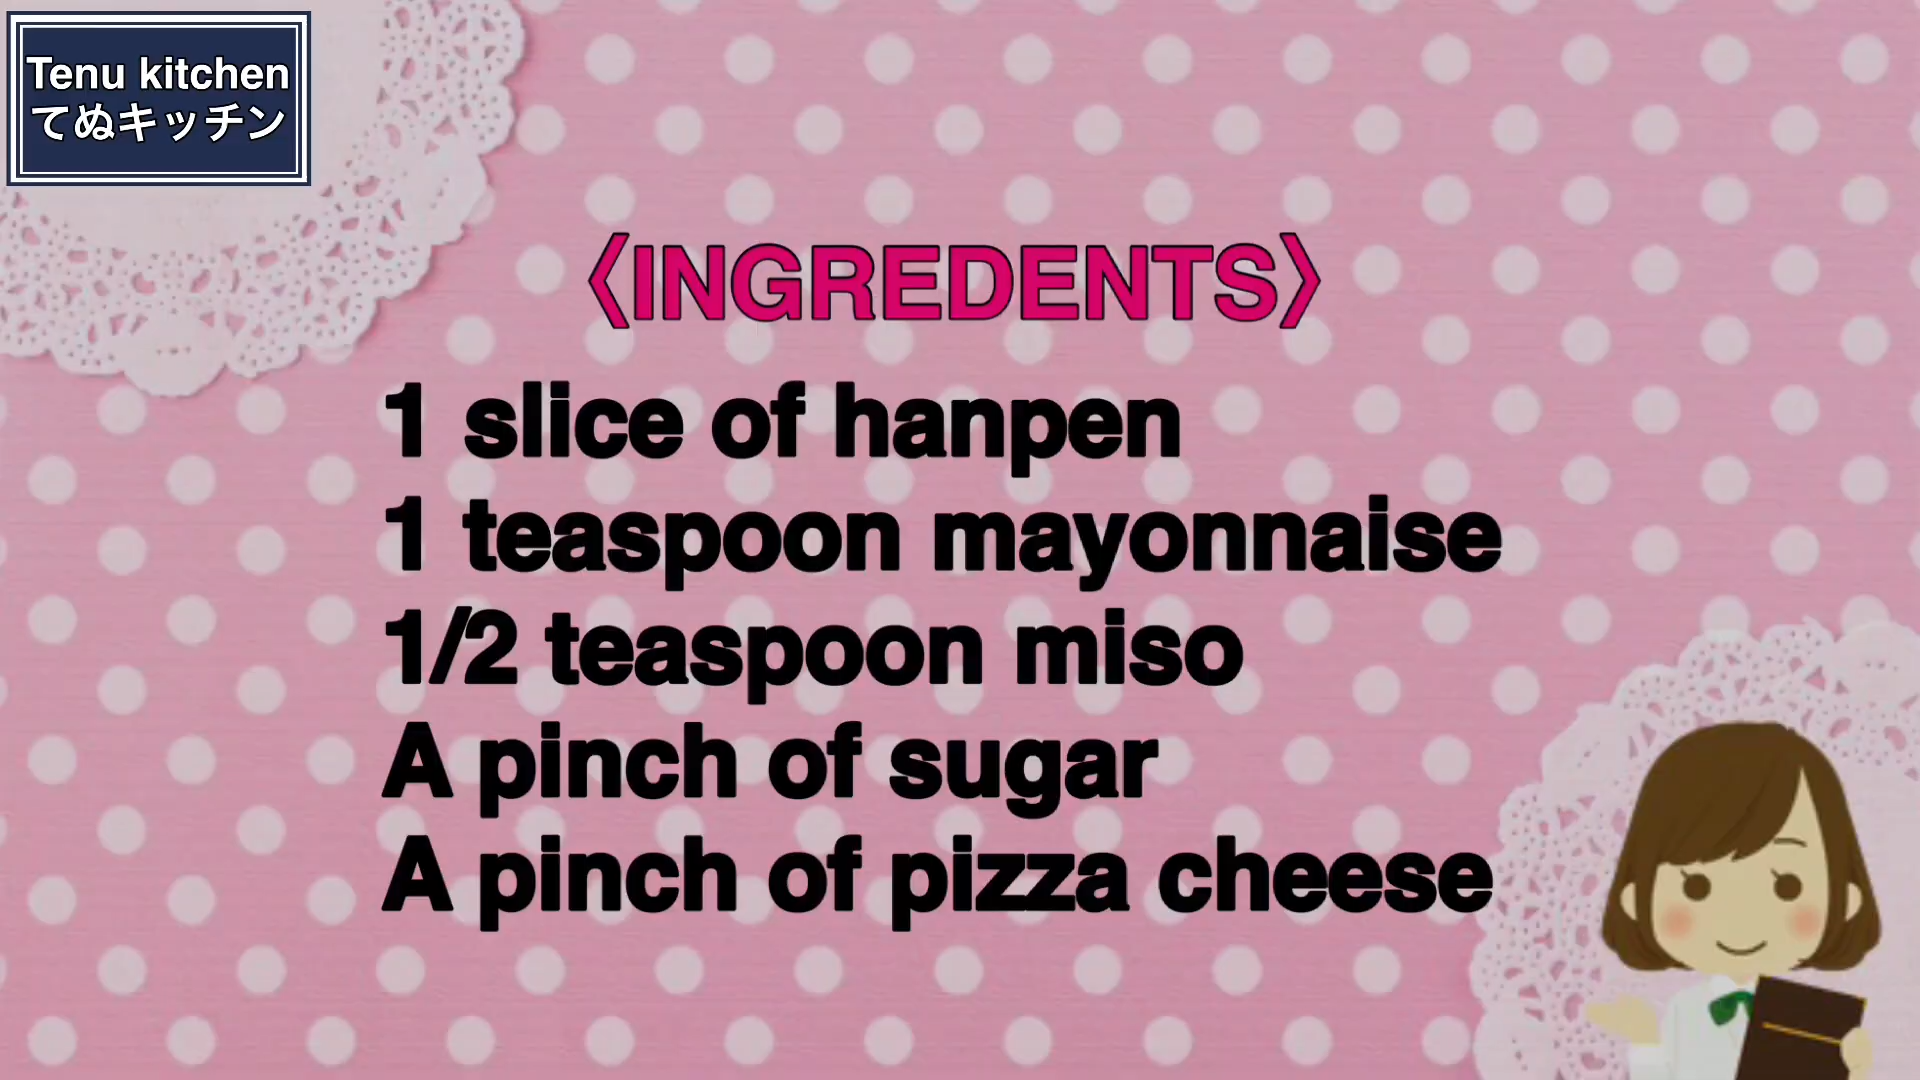 Tenu kitchen
てぬキッチン
〈INGREDENTS〉
1 slice of hanpen
1 teaspoon mayonnaise
1/2 teaspoon miso
A pinch of sugar
A pinch of pizza cheese